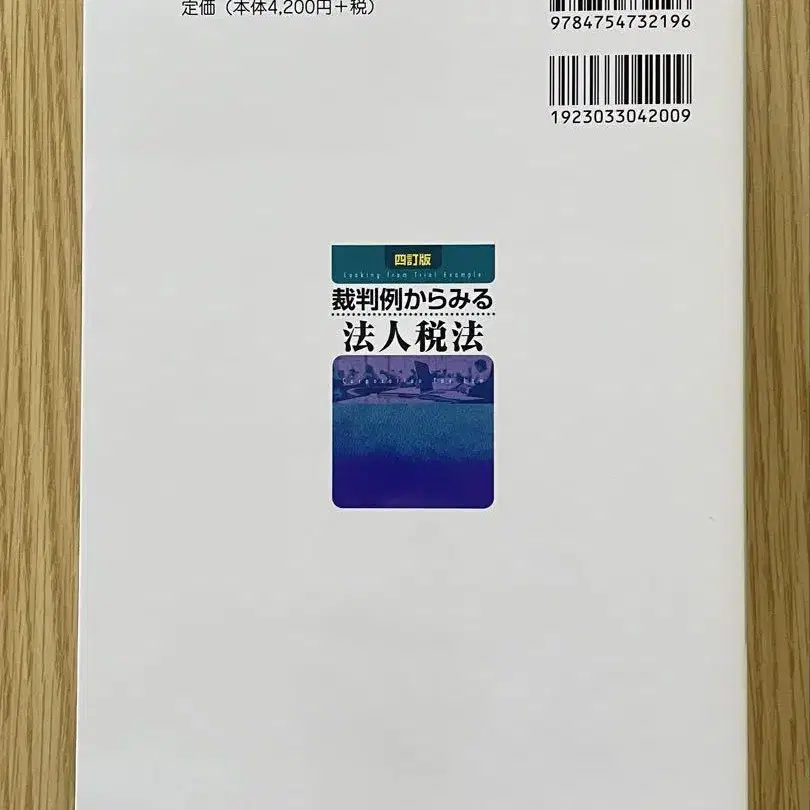 定価（本体4,200円＋税）
9784754732196
1923033042009
四訂版
Looking from Trial Example
裁判例からみる
法人税法
Corporation Tax Law